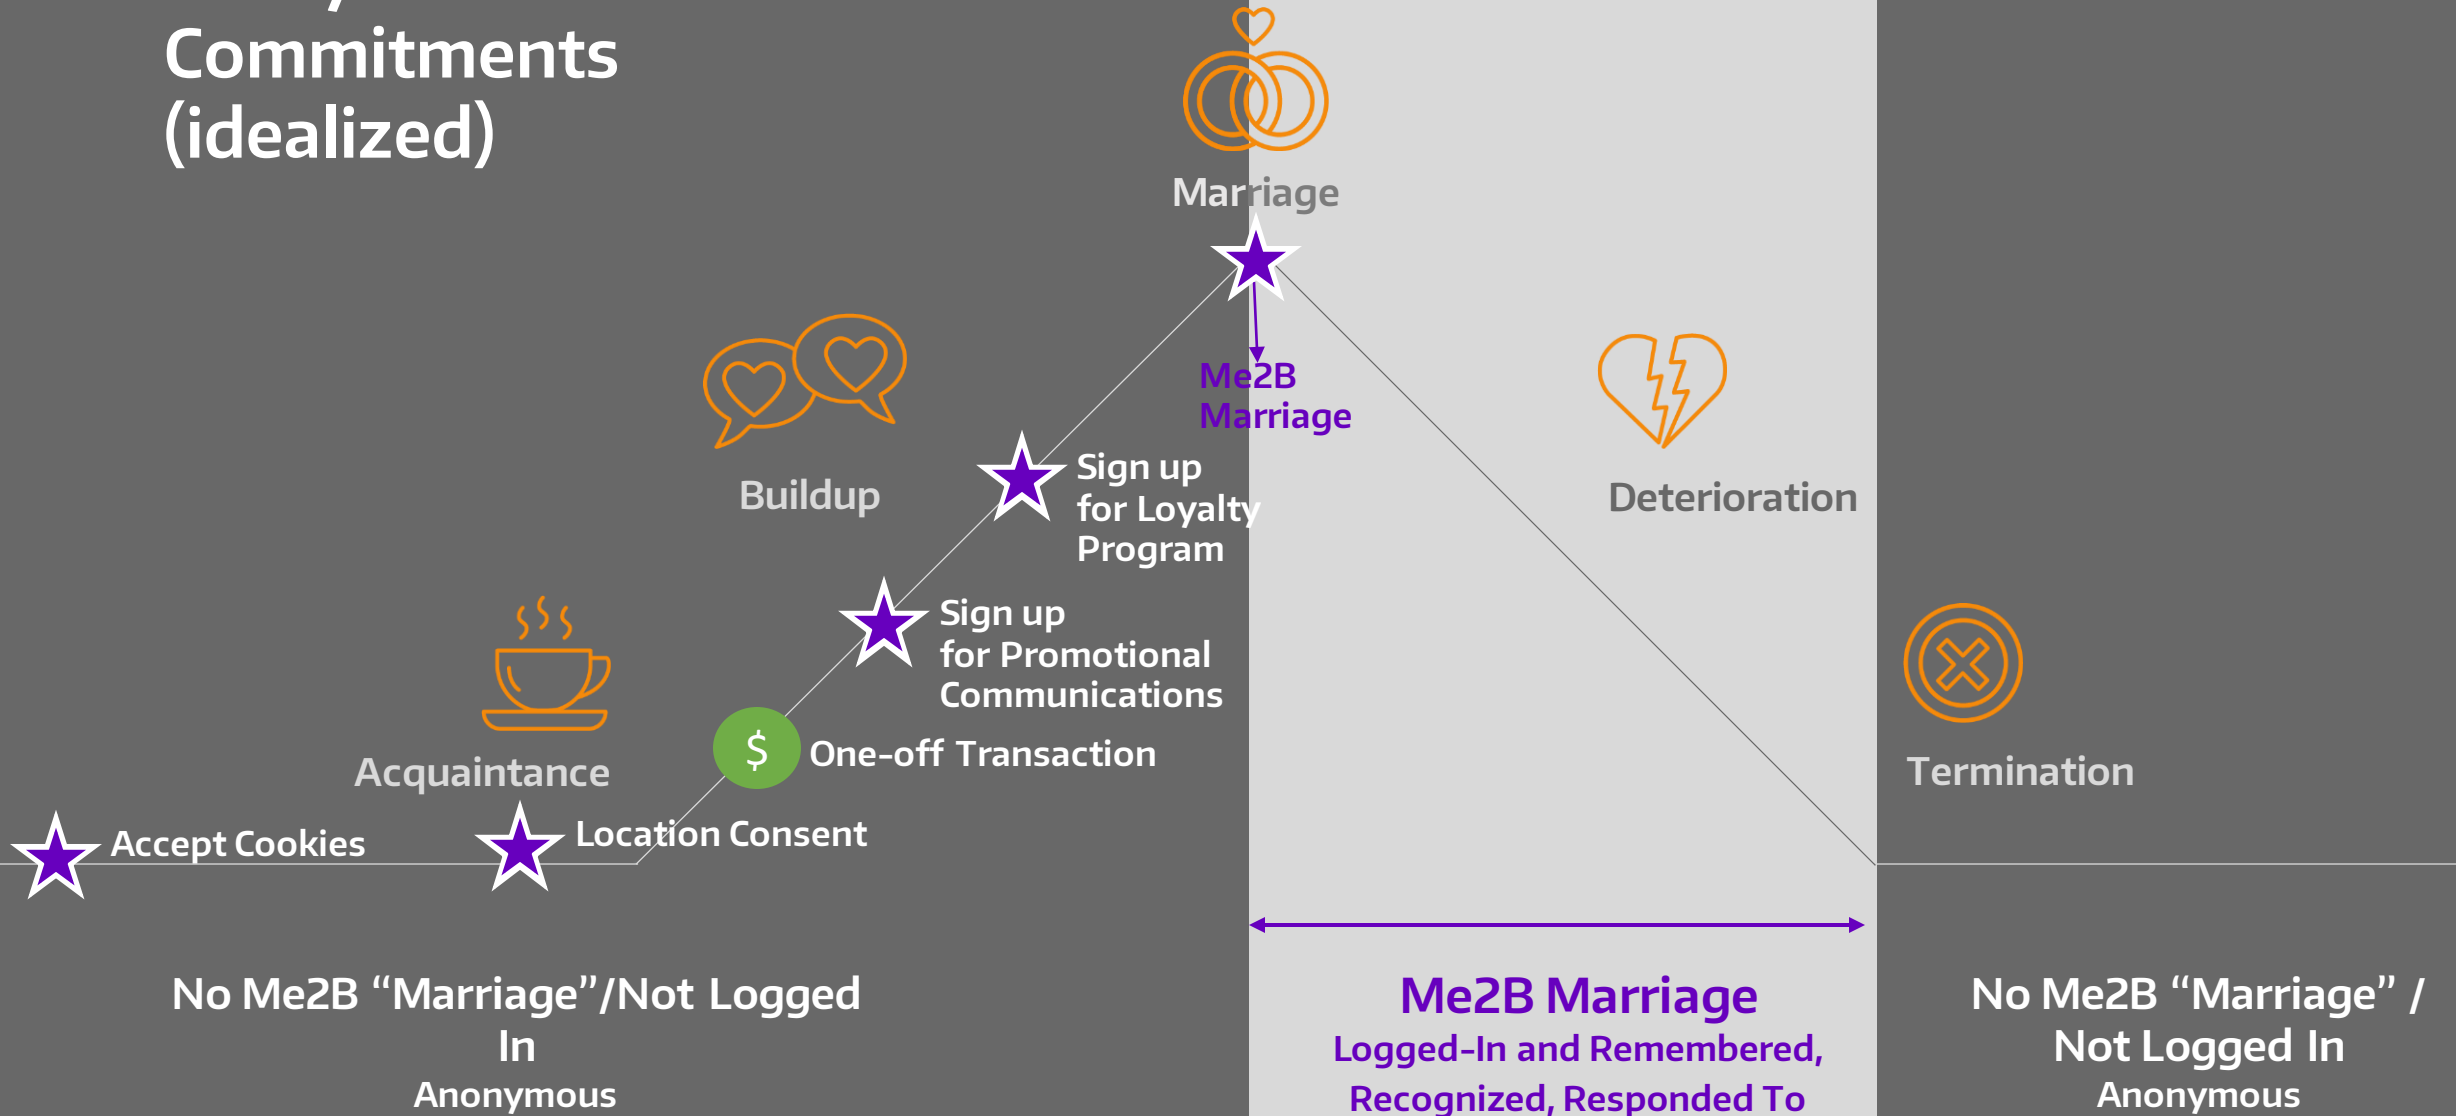 Commitments
(idealized)
Marriage
Me2B
Marriage
Buildup
Sign up
for Loyalty
Program
Deterioration
Sign up
for Promotional
Communications
$
One-off Transaction
Acquaintance
Termination
Accept Cookies
Location Consent
No Me2B “Marriage”/Not Logged
In
Anonymous
Me2B Marriage
Logged-In and Remembered,
Recognized, Responded To
No Me2B “Marriage” /
Not Logged In
Anonymous